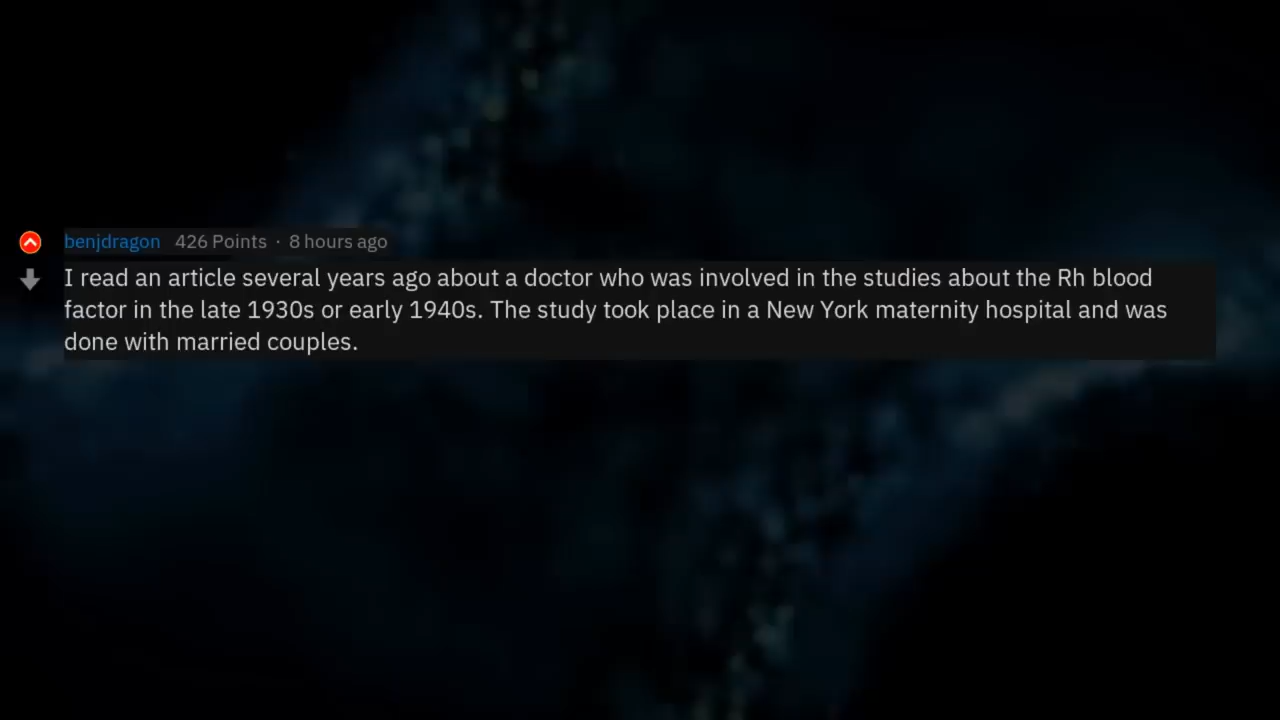 benjdragon 426 Points · 8 hours ago
I read an article several years ago about a doctor who was involved in the studies about the Rh blood
factor in the late 1930s or early 1940s. The study took place in a New York maternity hospital and was
done with married couples.